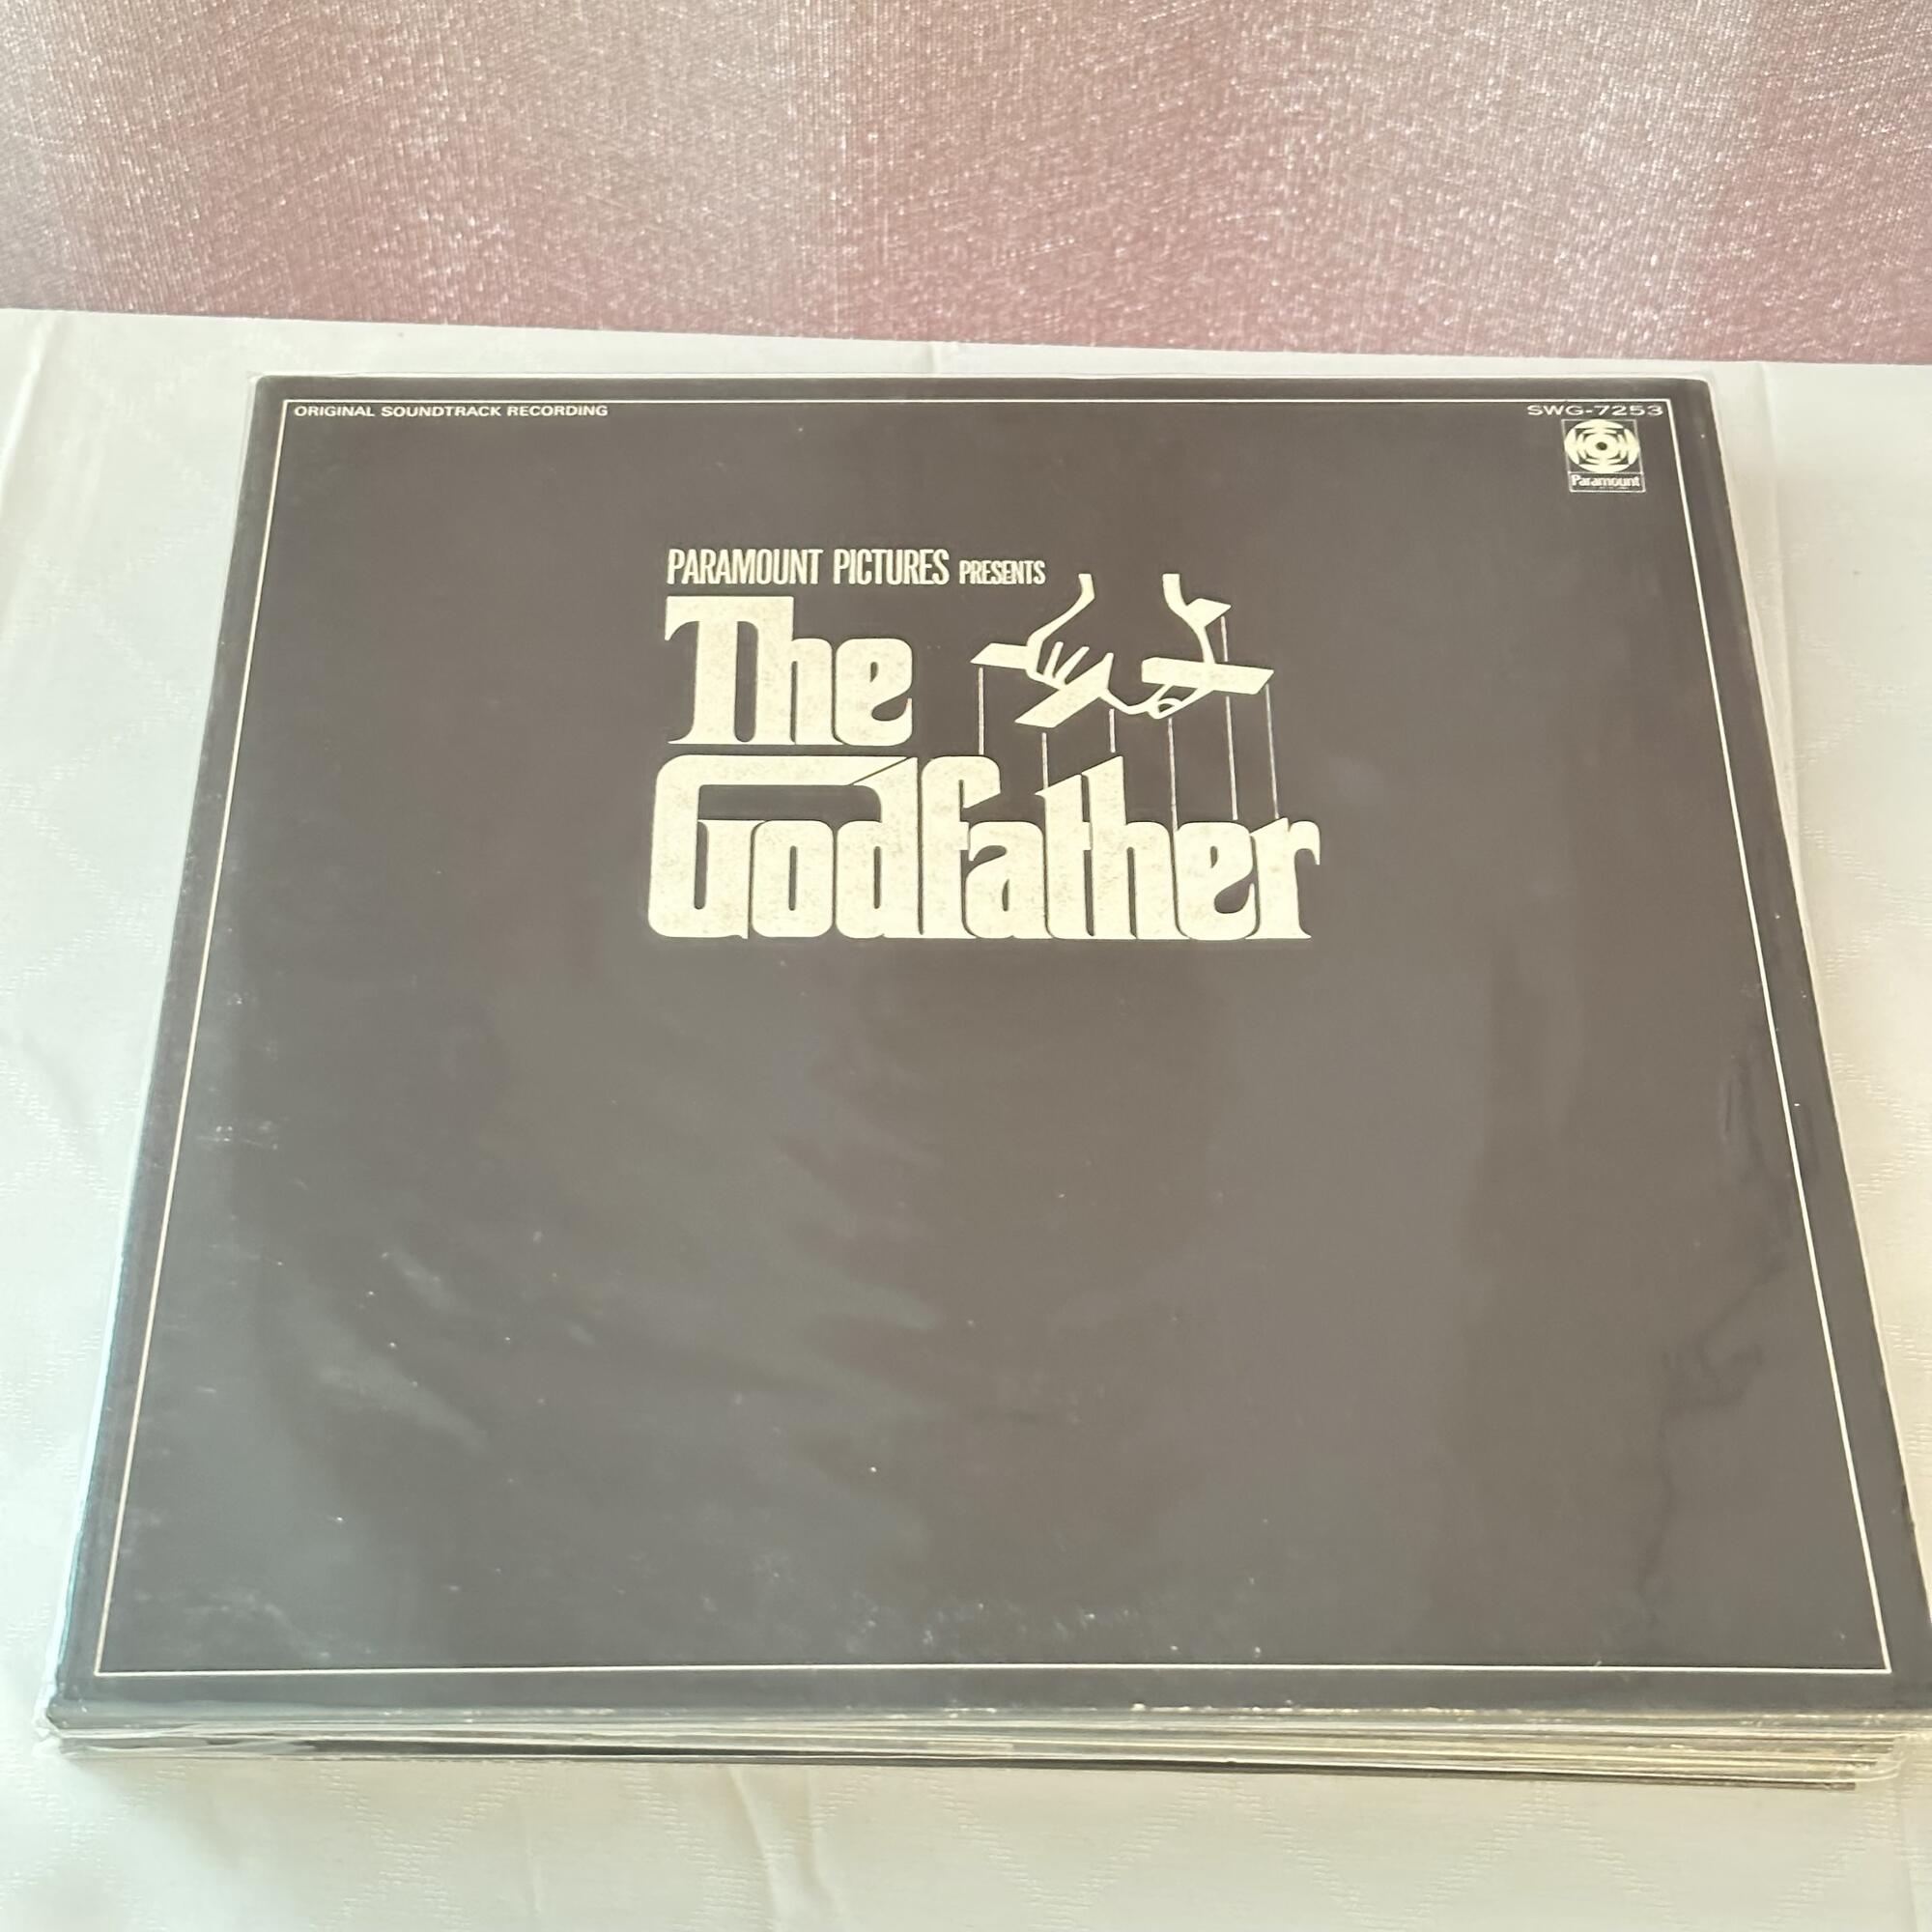 ORIGINAL SOUNDTRACK RECORDING
SWG-7253
Paramount
PARAMOUNT PICTURES PRESENTS
The
Godfather